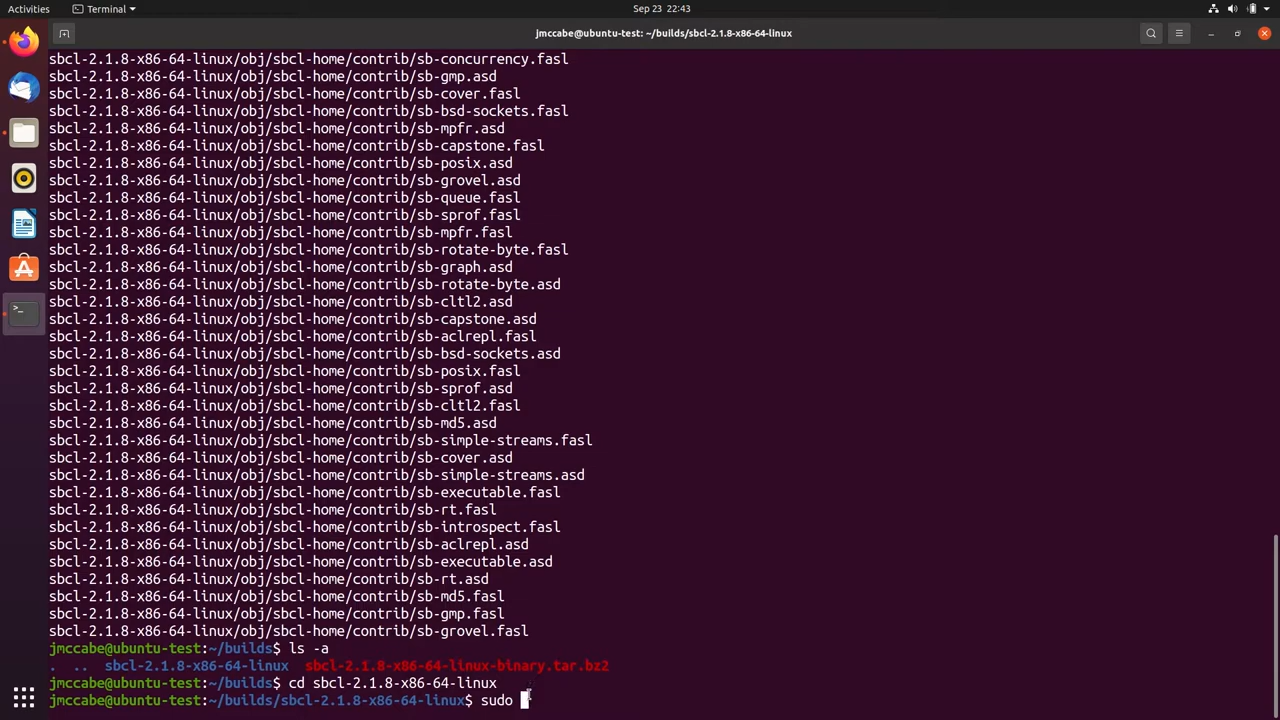 Activities
Terminal
Sep 23 22:43
jmccabe@ubuntu-test: ~/builds/sbcl-2.1.8-x86-64-linux
sbcl-2.1.8-x86-64-linux/obj/sbcl-home/contrib/sb-concurrency.fasl
sbcl-2.1.8-x86-64-linux/obj/sbcl-home/contrib/sb-gmp.asd
sbcl-2.1.8-x86-64-linux/obj/sbcl-home/contrib/sb-cover.fasl
sbcl-2.1.8-x86-64-linux/obj/sbcl-home/contrib/sb-bsd-sockets.fasl
sbcl-2.1.8-x86-64-linux/obj/sbcl-home/contrib/sb-mpfr.asd
sbcl-2.1.8-x86-64-linux/obj/sbcl-home/contrib/sb-capstone.fasl
sbcl-2.1.8-x86-64-linux/obj/sbcl-home/contrib/sb-posix.asd
sbcl-2.1.8-x86-64-linux/obj/sbcl-home/contrib/sb-grovel.asd
sbcl-2.1.8-x86-64-linux/obj/sbcl-home/contrib/sb-queue.fasl
sbcl-2.1.8-x86-64-linux/obj/sbcl-home/contrib/sb-sprof.fasl
sbcl-2.1.8-x86-64-linux/obj/sbcl-home/contrib/sb-mpfr.fasl
sbcl-2.1.8-x86-64-linux/obj/sbcl-home/contrib/sb-rotate-byte.fasl
sbcl-2.1.8-x86-64-linux/obj/sbcl-home/contrib/sb-graph.asd
sbcl-2.1.8-x86-64-linux/obj/sbcl-home/contrib/sb-rotate-byte.asd
sbcl-2.1.8-x86-64-linux/obj/sbcl-home/contrib/sb-cltl2.asd
sbcl-2.1.8-x86-64-linux/obj/sbcl-home/contrib/sb-capstone.asd
sbcl-2.1.8-x86-64-linux/obj/sbcl-home/contrib/sb-aclrepl.fasl
sbcl-2.1.8-x86-64-linux/obj/sbcl-home/contrib/sb-bsd-sockets.asd
sbcl-2.1.8-x86-64-linux/obj/sbcl-home/contrib/sb-posix.fasl
sbcl-2.1.8-x86-64-linux/obj/sbcl-home/contrib/sb-sprof.asd
sbcl-2.1.8-x86-64-linux/obj/sbcl-home/contrib/sb-cltl2.fasl
sbcl-2.1.8-x86-64-linux/obj/sbcl-home/contrib/sb-md5.asd
sbcl-2.1.8-x86-64-linux/obj/sbcl-home/contrib/sb-simple-streams.fasl
sbcl-2.1.8-x86-64-linux/obj/sbcl-home/contrib/sb-cover.asd
sbcl-2.1.8-x86-64-linux/obj/sbcl-home/contrib/sb-simple-streams.asd
sbcl-2.1.8-x86-64-linux/obj/sbcl-home/contrib/sb-executable.fasl
sbcl-2.1.8-x86-64-linux/obj/sbcl-home/contrib/sb-rt.fasl
sbcl-2.1.8-x86-64-linux/obj/sbcl-home/contrib/sb-introspect.fasl
sbcl-2.1.8-x86-64-linux/obj/sbcl-home/contrib/sb-aclrepl.asd
sbcl-2.1.8-x86-64-linux/obj/sbcl-home/contrib/sb-executable.asd
sbcl-2.1.8-x86-64-linux/obj/sbcl-home/contrib/sb-rt.asd
sbcl-2.1.8-x86-64-linux/obj/sbcl-home/contrib/sb-md5.fasl
sbcl-2.1.8-x86-64-linux/obj/sbcl-home/contrib/sb-gmp.fasl
sbcl-2.1.8-x86-64-linux/obj/sbcl-home/contrib/sb-grovel.fasl
jmccabe@ubuntu-test:~/builds$ ls -a
. .. sbcl-2.1.8-x86-64-linux sbcl-2.1.8-x86-64-linux-binary.tar.bz2
jmccabe@ubuntu-test:~/builds$ cd sbcl-2.1.8-x86-64-linux
jmccabe@ubuntu-test:~/builds/sbcl-2.1.8-x86-64-linux$ sudo